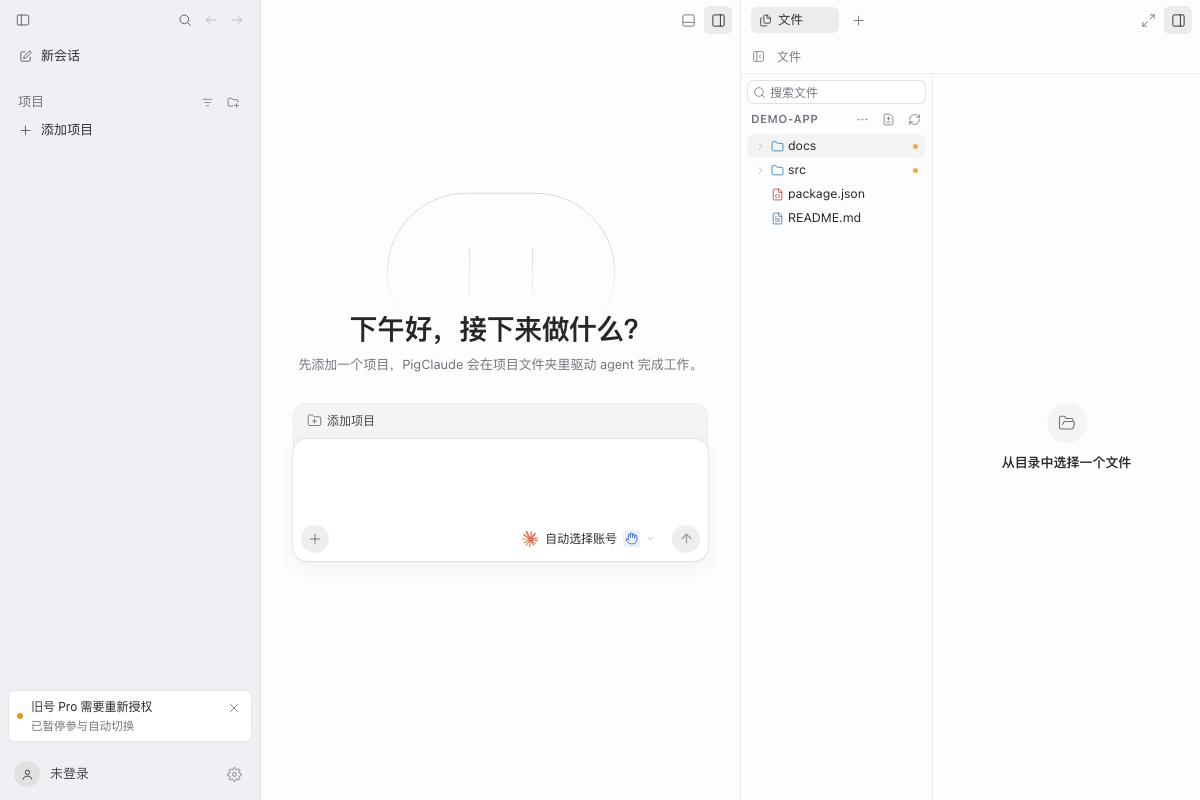 新会话
项目
添加项目
旧号 Pro 需要重新授权
已暂停参与自动切换
未登录
下午好，接下来做什么？
先添加一个项目，PigClaude 会在项目文件夹里驱动 agent 完成工作。
添加项目
自动选择账号
文件
文件
搜索文件
DEMO-APP
docs
src
package.json
README.md
从目录中选择一个文件